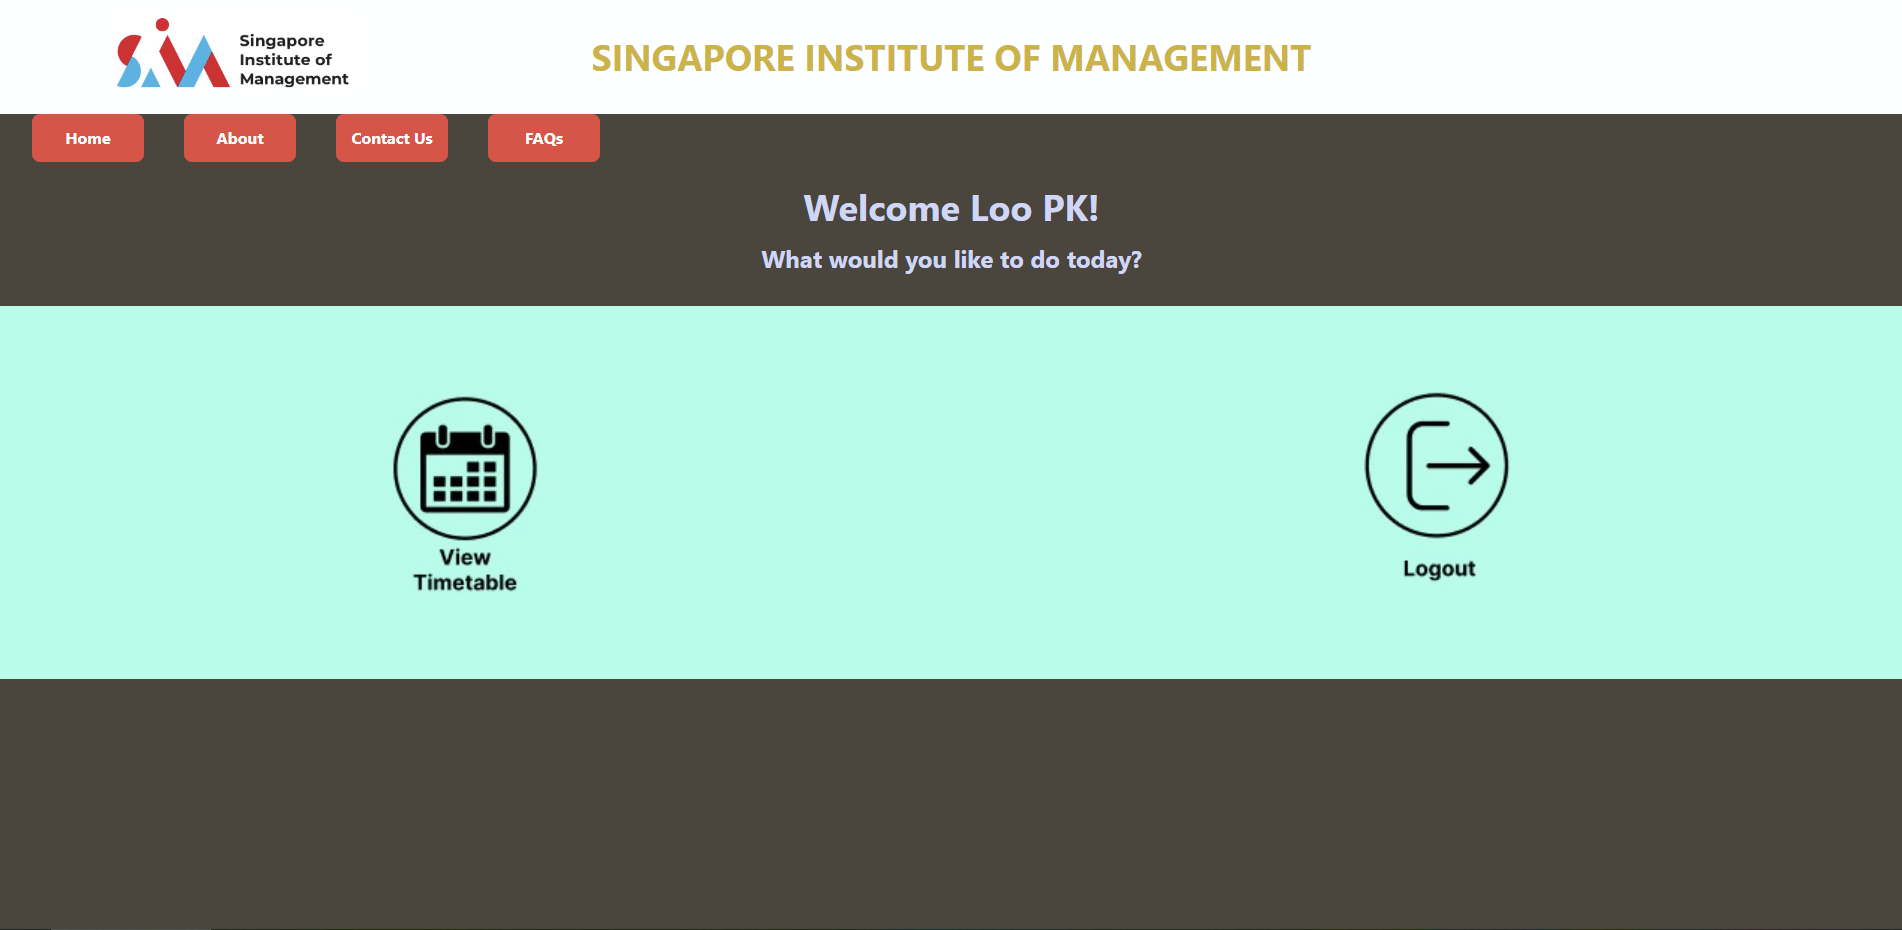 Singapore
Institute of
Management
SINGAPORE INSTITUTE OF MANAGEMENT
Home
About
Contact Us
FAQs
Welcome Loo PK!
What would you like to do today?
View
Timetable
Logout